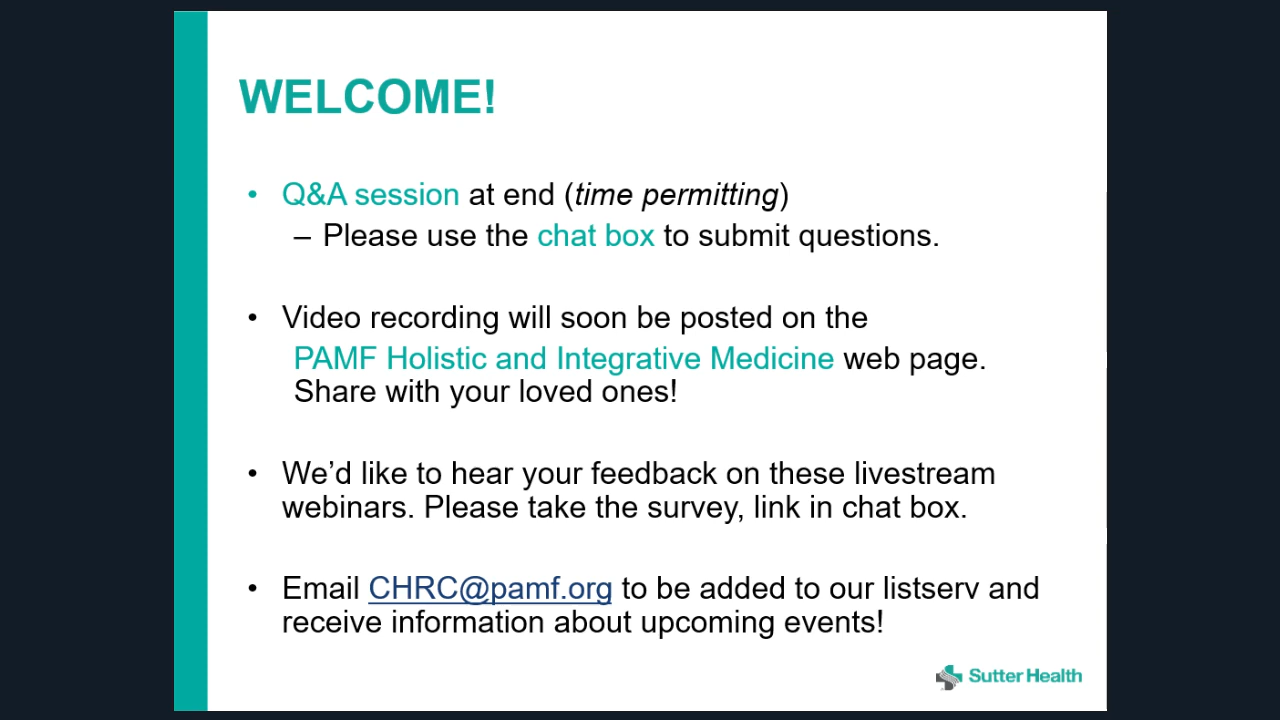 WELCOME!
• Q&A session at end (time permitting)
– Please use the chat box to submit questions.
• Video recording will soon be posted on the
PAMF Holistic and Integrative Medicine web page.
Share with your loved ones!
• We’d like to hear your feedback on these livestream
webinars. Please take the survey, link in chat box.
• Email CHRC@pamf.org to be added to our listserv and
receive information about upcoming events!
Sutter Health